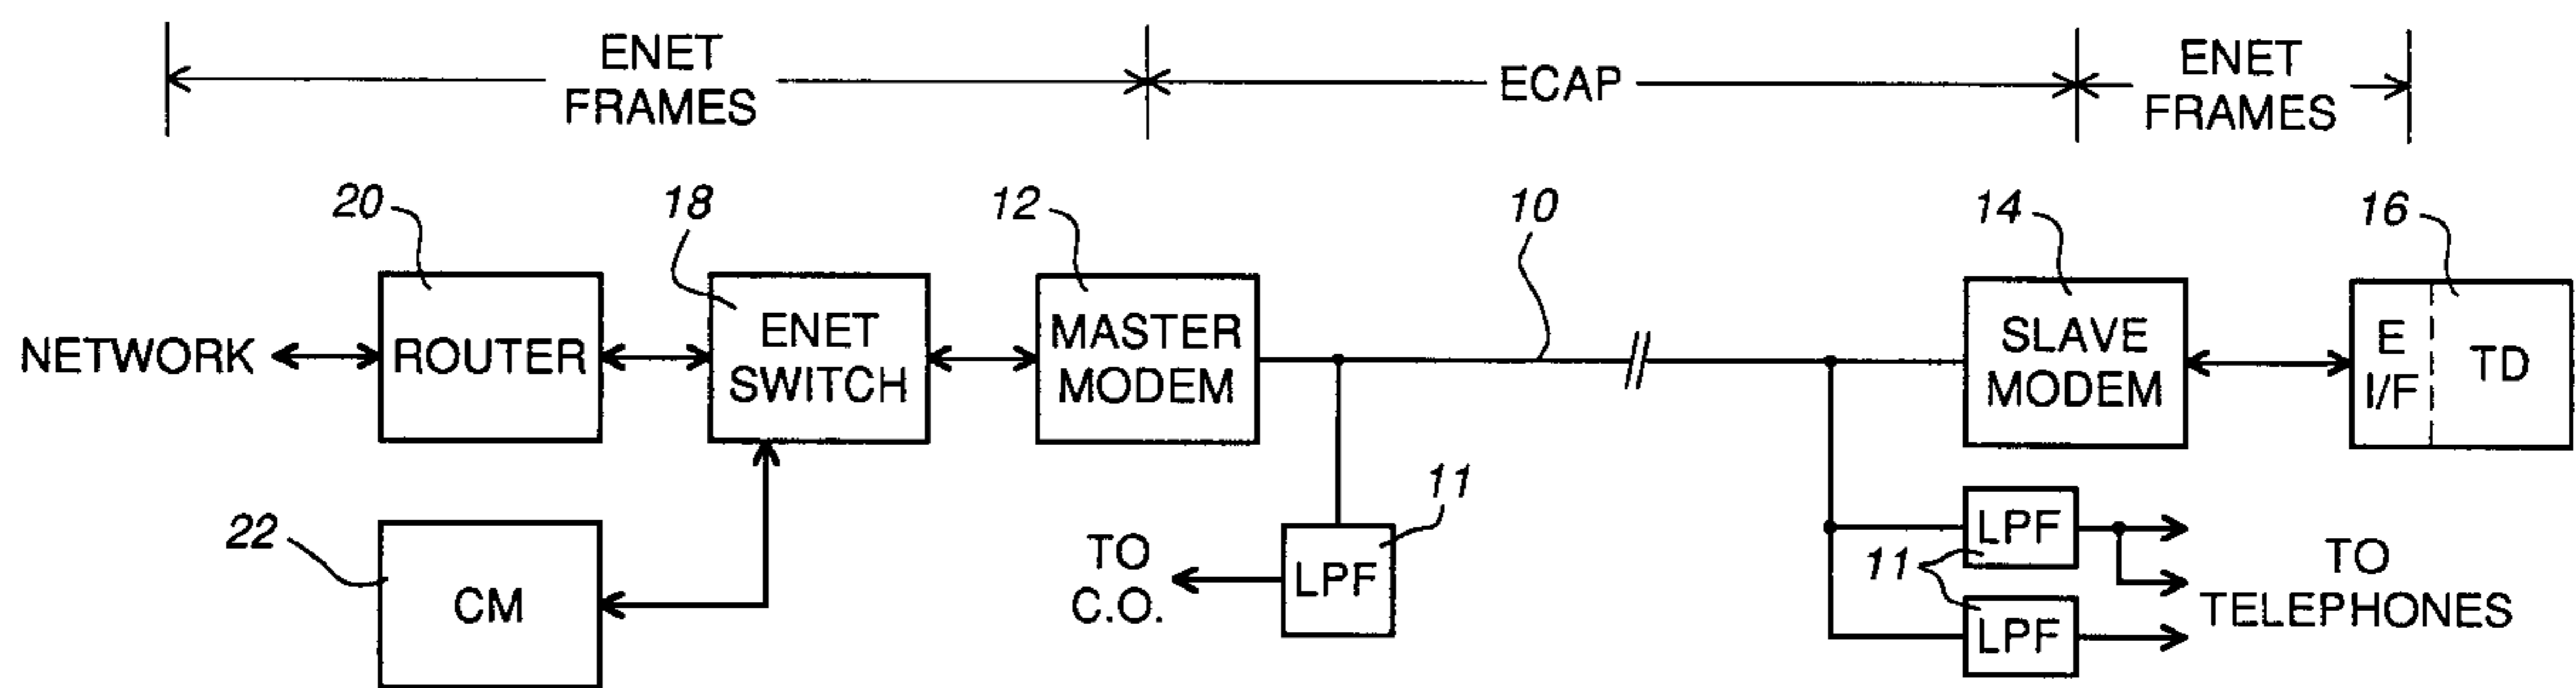 ENET
FRAMES
ECAP
ENET
FRAMES
20
18
12
10
14
16
NETWORK
ROUTER
ENET
SWITCH
MASTER
MODEM
SLAVE
MODEM
E
I/F
TD
22
CM
TO
C.O.
LPF
11
11
LPF
LPF
TO
TELEPHONES